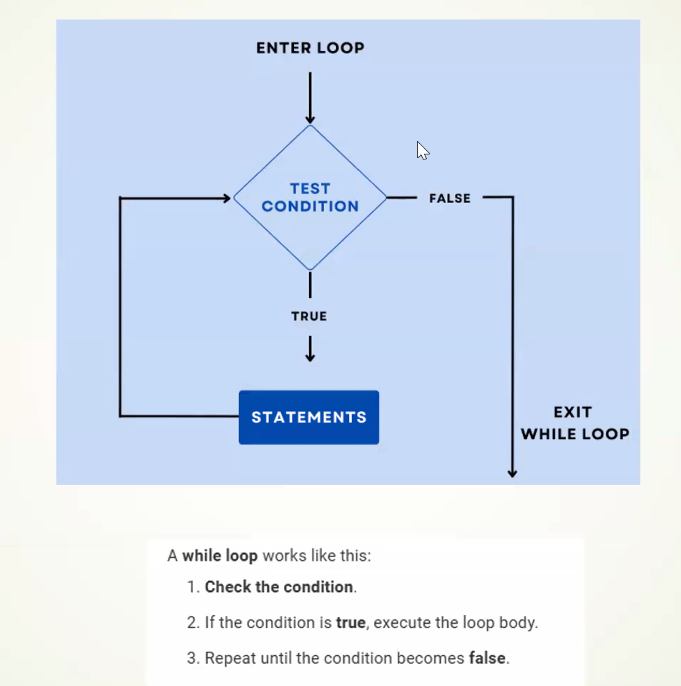 ENTER LOOP
TEST
CONDITION
FALSE
TRUE
STATEMENTS
EXIT
WHILE LOOP
A while loop works like this:
1. Check the condition.
2. If the condition is true, execute the loop body.
3. Repeat until the condition becomes false.